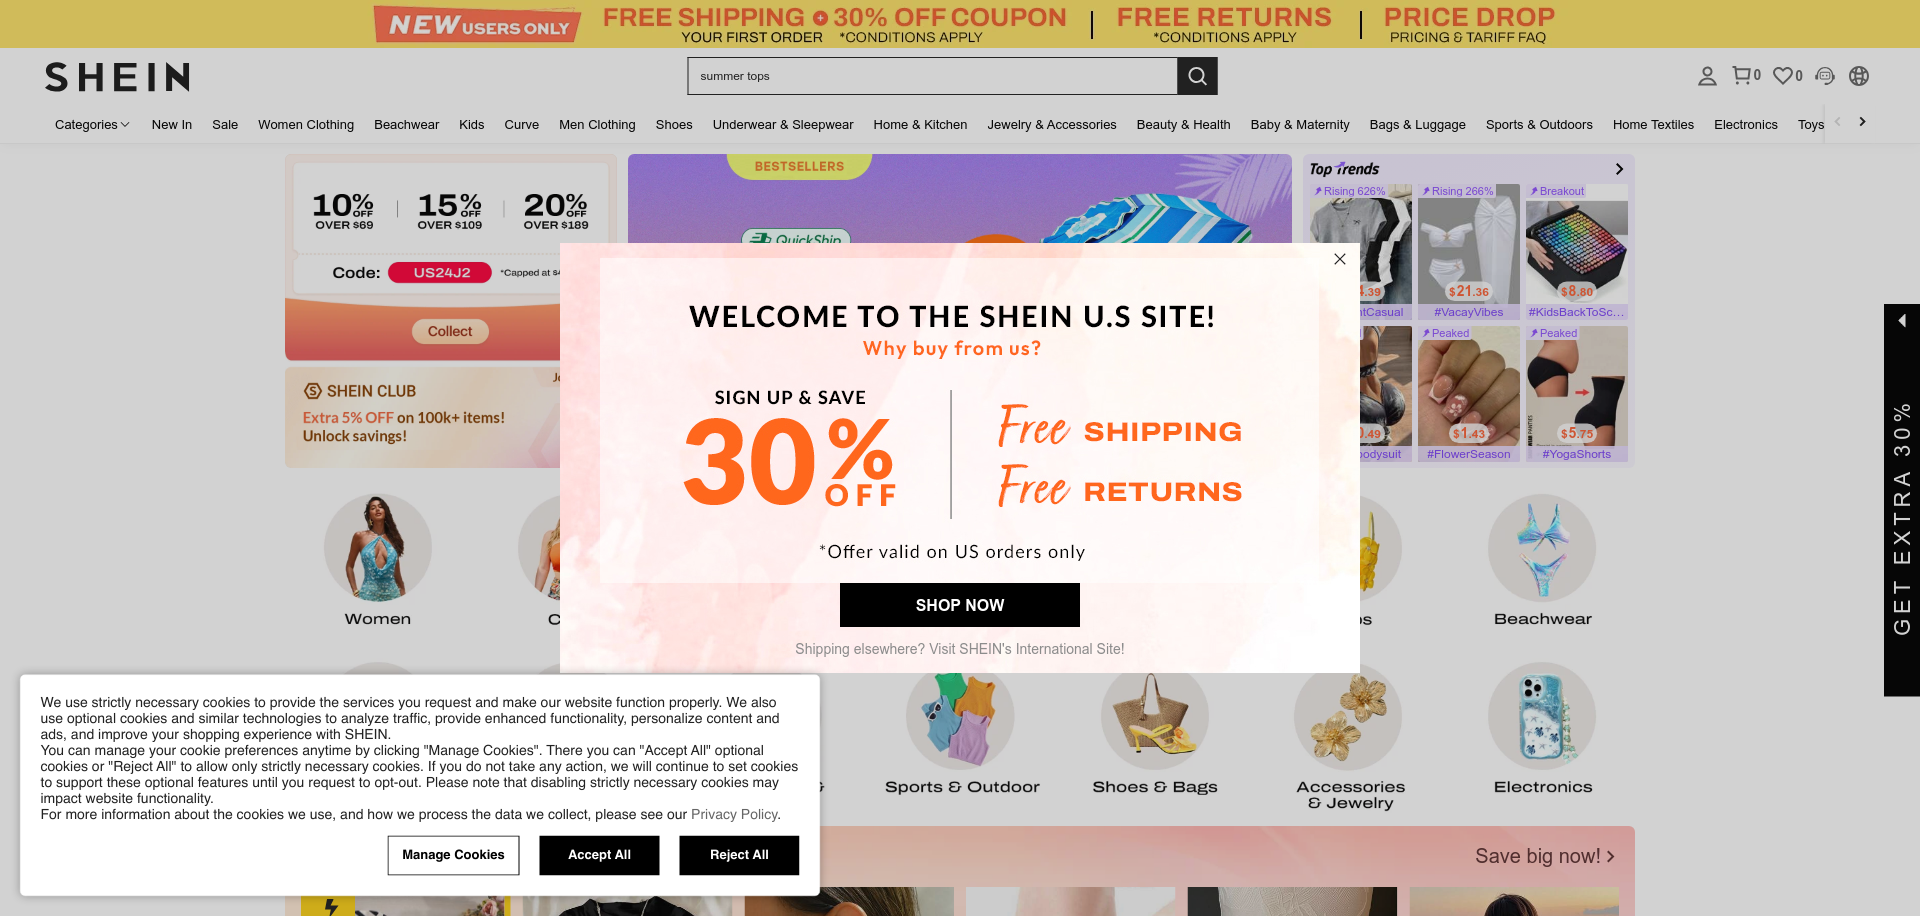 NEW USERS ONLY
FREE SHIPPING + 30% OFF COUPON
YOUR FIRST ORDER *CONDITIONS APPLY
FREE RETURNS
*CONDITIONS APPLY
PRICE DROP
PRICING & TARIFF FAQ
SHEIN
summer tops
0
0
Categories
New In
Sale
Women Clothing
Beachwear
Kids
Curve
Men Clothing
Shoes
Underwear & Sleepwear
Home & Kitchen
Jewelry & Accessories
Beauty & Health
Baby & Maternity
Bags & Luggage
Sports & Outdoors
Home Textiles
Electronics
Toys
10% OFF
OVER $69
15% OFF
OVER $109
20% OFF
OVER $189
Code: US24J2 *Capped at $
Collect
SHEIN CLUB
Extra 5% OFF on 100k+ items!
Unlock savings!
BESTSELLERS
QuickShip
Top Trends
Rising 626%
Rising 266%
Breakout
4.39
$21.36
$8.80
ntCasual
#VacayVibes
#KidsBackToSc...
Peaked
Peaked
0.49
$1.43
$5.75
bodysuit
#FlowerSeason
#YogaShorts
WELCOME TO THE SHEIN U.S SITE!
Why buy from us?
SIGN UP & SAVE
30% OFF
Free SHIPPING
Free RETURNS
*Offer valid on US orders only
SHOP NOW
Shipping elsewhere? Visit SHEIN's International Site!
GET EXTRA 30%
Women
C
s
Beachwear
&
Sports & Outdoor
Shoes & Bags
Accessories
& Jewelry
Electronics
Save big now!
We use strictly necessary cookies to provide the services you request and make our website function properly. We also
use optional cookies and similar technologies to analyze traffic, provide enhanced functionality, personalize content and
ads, and improve your shopping experience with SHEIN.
You can manage your cookie preferences anytime by clicking "Manage Cookies". There you can "Accept All" optional
cookies or "Reject All" to allow only strictly necessary cookies. If you do not take any action, we will continue to set cookies
to support these optional features until you request to opt-out. Please note that disabling strictly necessary cookies may
impact website functionality.
For more information about the cookies we use, and how we process the data we collect, please see our Privacy Policy.
Manage Cookies
Accept All
Reject All